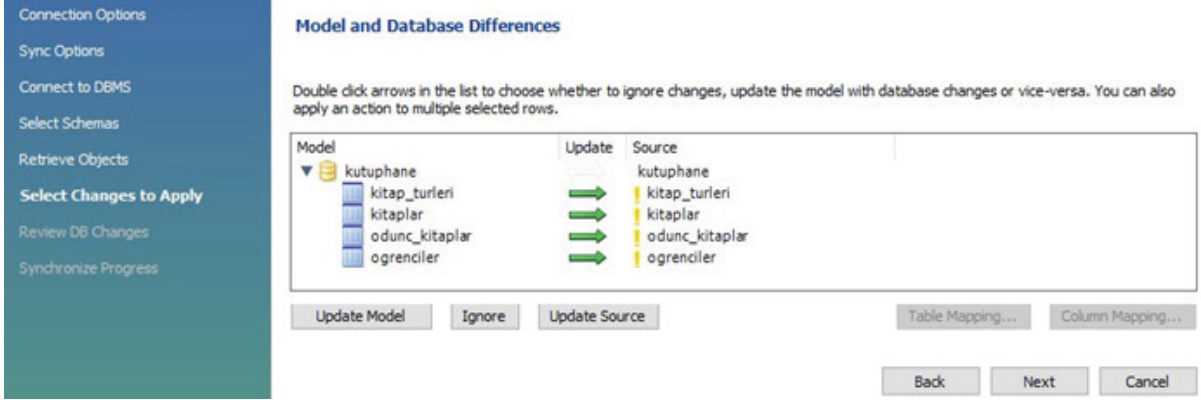 Connection Options
Sync Options
Connect to DBMS
Select Schemas
Retrieve Objects
Select Changes to Apply
Review DB Changes
Synchronize Progress
Model and Database Differences
Double click arrows in the list to choose whether to ignore changes, update the model with database changes or vice-versa. You can also
apply an action to multiple selected rows.
Model Update Source
kutuphane kutuphane
kitap_turleri kitap_turleri
kitaplar kitaplar
odunc_kitaplar odunc_kitaplar
ogrenciler ogrenciler
Update Model Ignore Update Source Table Mapping... Column Mapping...
Back Next Cancel